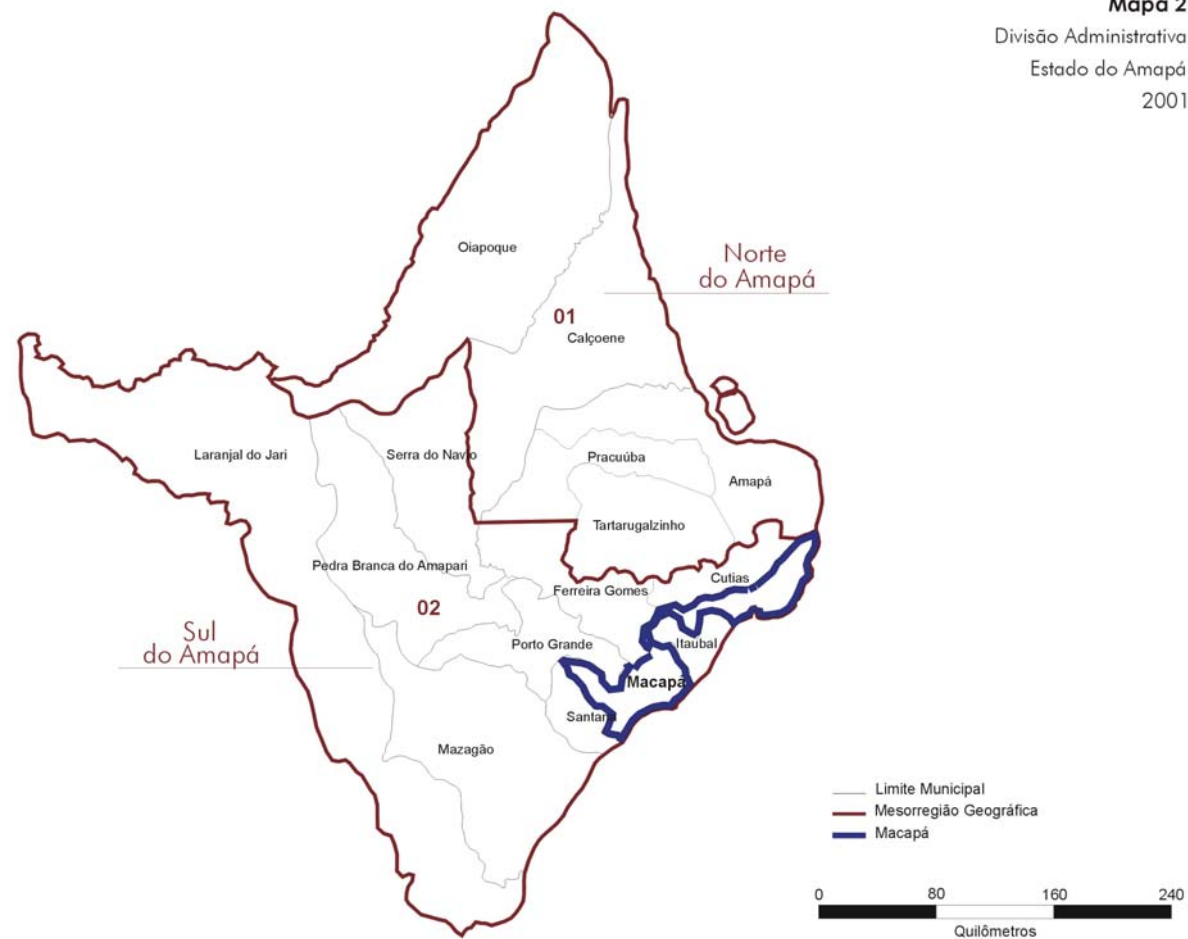 Mapa 2
Divisão Administrativa
Estado do Amapá
2001
Oiapoque
Norte
do Amapá
01
Calçoene
Laranjal do Jari
Serra do Navio
Pracuúba
Amapá
Tartarugalzinho
Pedra Branca do Amapari
Cutias
Ferreira Gomes
02
Sul
do Amapá
Porto Grande
Itaubal
Macapá
Santana
Mazagão
Limite Municipal
Mesorregião Geográfica
Macapá
0 80 160 240
Quilômetros